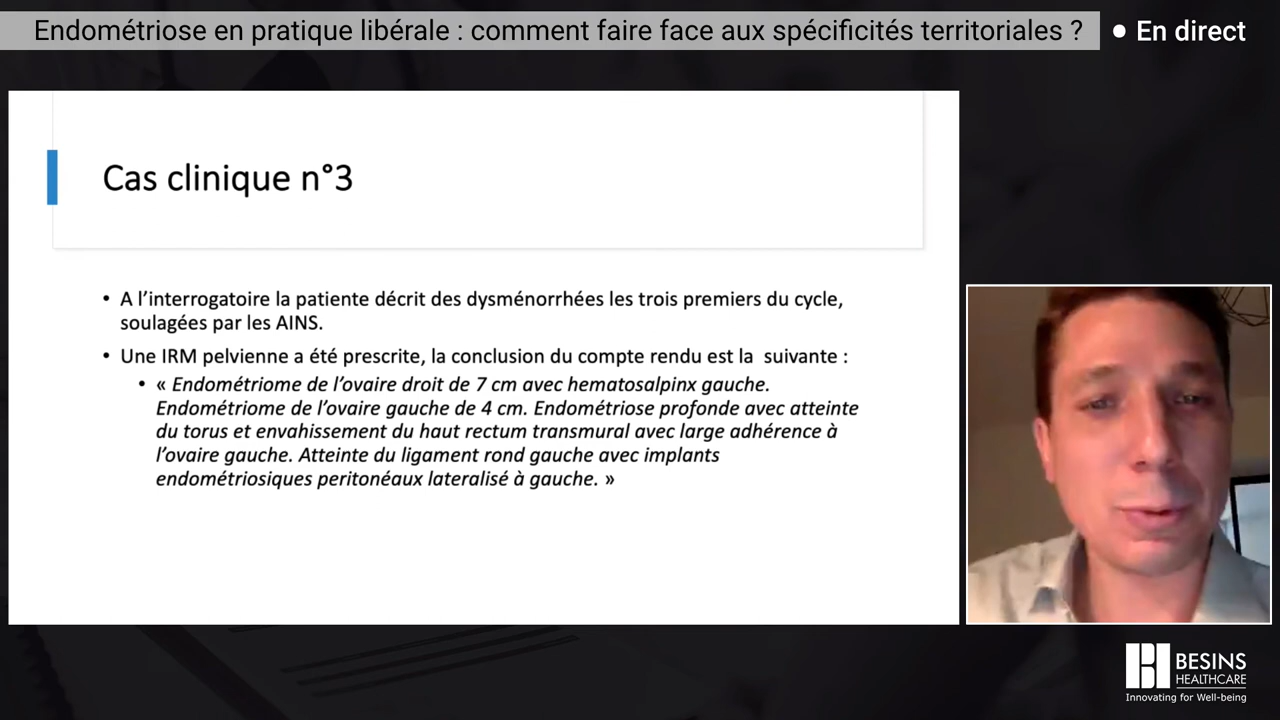 Endométriose en pratique libérale : comment faire face aux spécificités territoriales ?
En direct
Cas clinique n°3
• A l'interrogatoire la patiente décrit des dysménorrhées les trois premiers du cycle,
soulagées par les AINS.
• Une IRM pelvienne a été prescrite, la conclusion du compte rendu est la suivante :
• « Endométriome de l'ovaire droit de 7 cm avec hematosalpinx gauche.
Endométriome de l'ovaire gauche de 4 cm. Endométriose profonde avec atteinte
du torus et envahissement du haut rectum transmural avec large adhérence à
l'ovaire gauche. Atteinte du ligament rond gauche avec implants
endométriosiques peritonéaux lateralisé à gauche. »
BESINS
HEALTHCARE
Innovating for Well-being